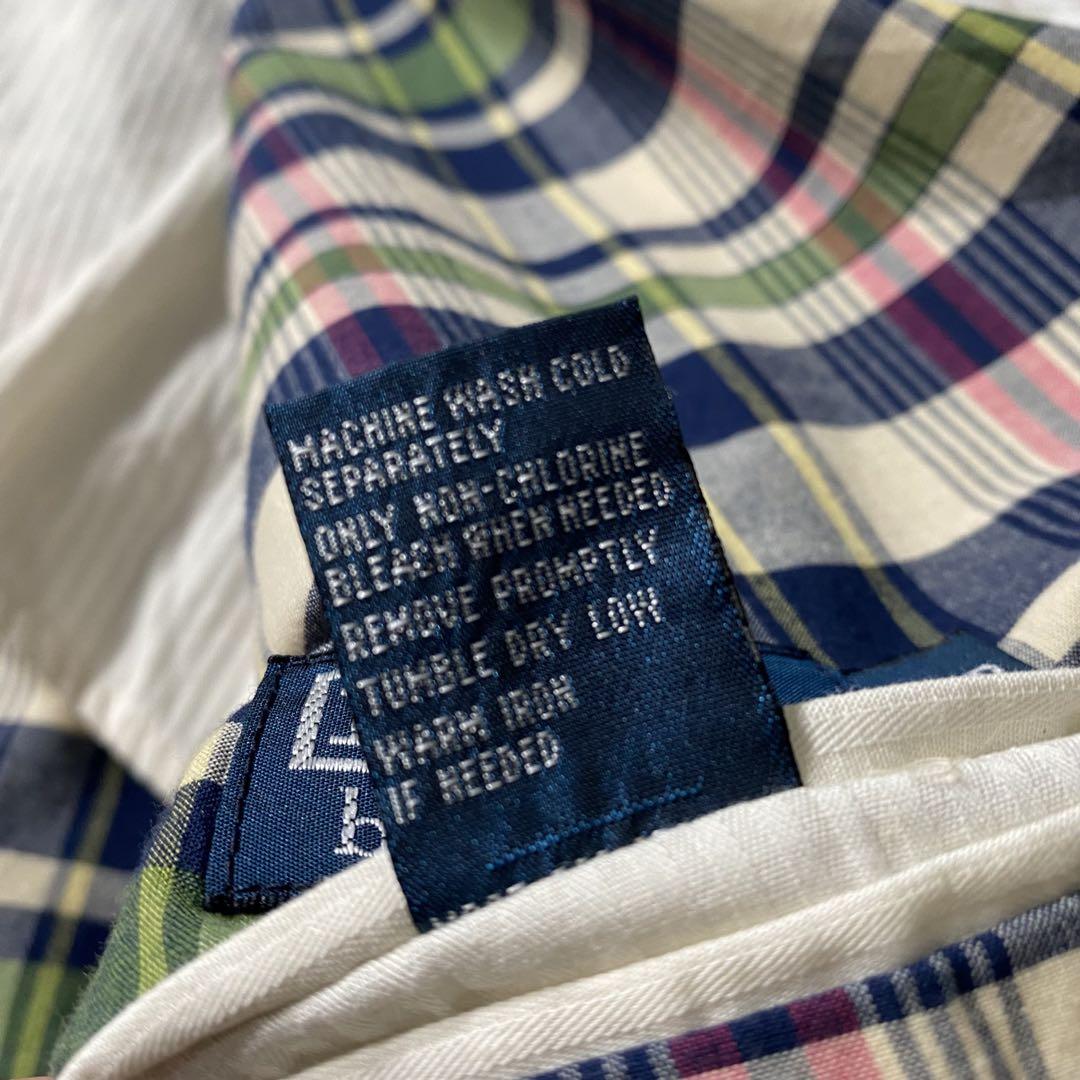 MACHINE WASH COLD
SEPARATELY
ONLY NON-CHLORINE
BLEACH WHEN NEEDED
REMOVE PROMPTLY
TUMBLE DRY LOW
WARM IRON
IF NEEDED
b